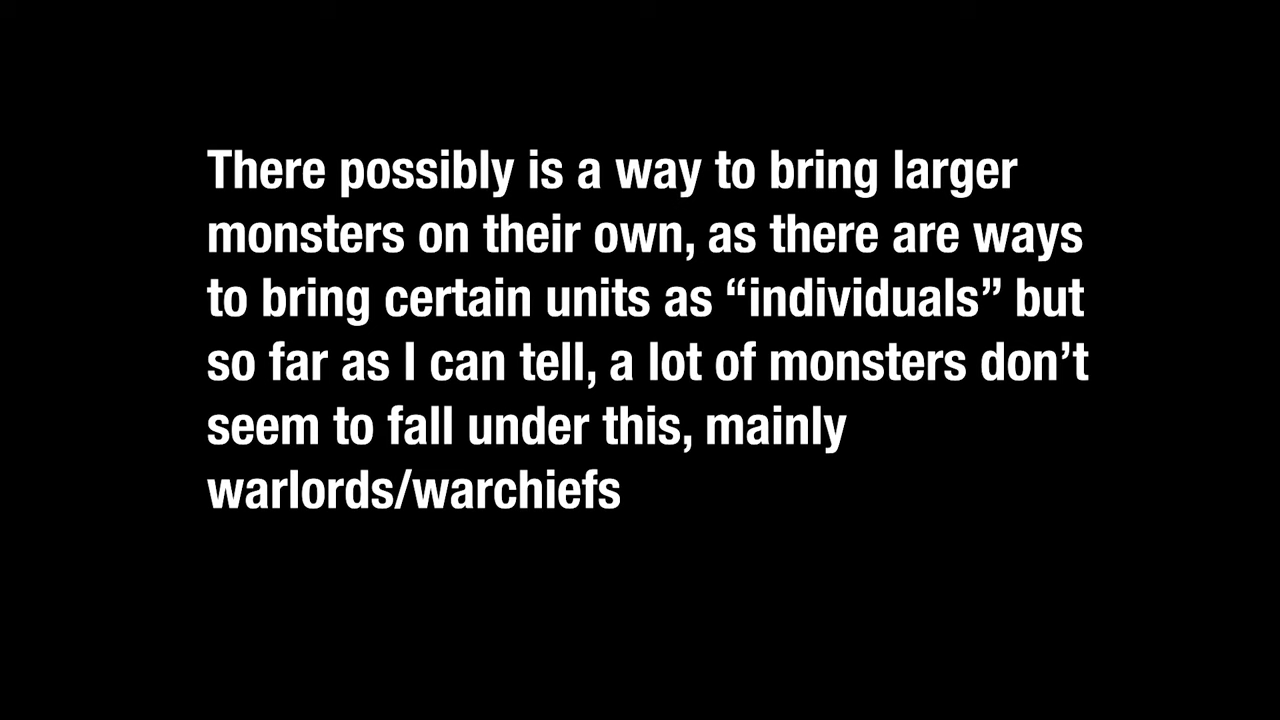 There possibly is a way to bring larger
monsters on their own, as there are ways
to bring certain units as “individuals” but
so far as I can tell, a lot of monsters don’t
seem to fall under this, mainly
warlords/warchiefs